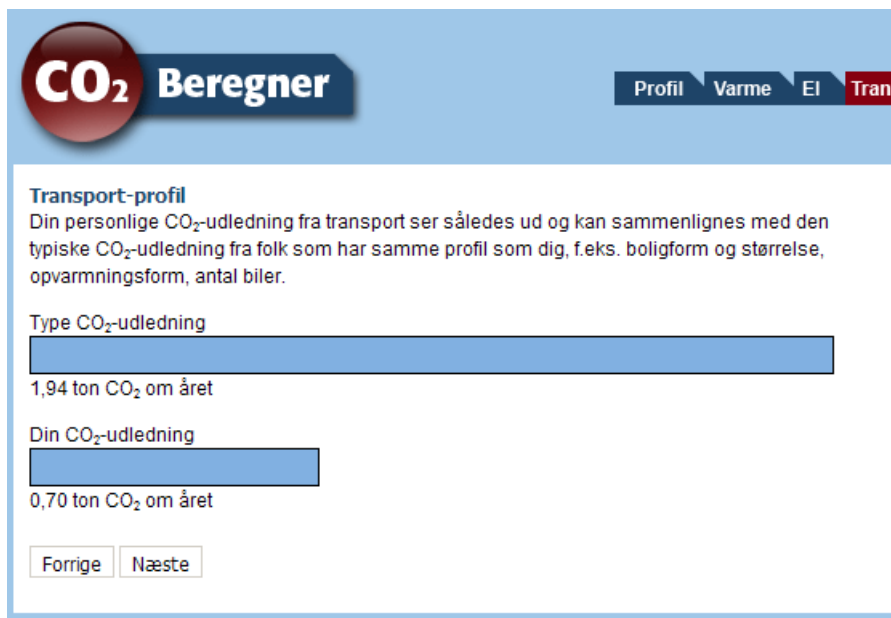 CO₂ Beregner
Profil Varme El Tran
Transport-profil
Din personlige CO₂-udledning fra transport ser således ud og kan sammenlignes med den
typiske CO₂-udledning fra folk som har samme profil som dig, f.eks. boligform og størrelse,
opvarmningsform, antal biler.
Type CO₂-udledning
1,94 ton CO₂ om året
Din CO₂-udledning
0,70 ton CO₂ om året
Forrige Næste